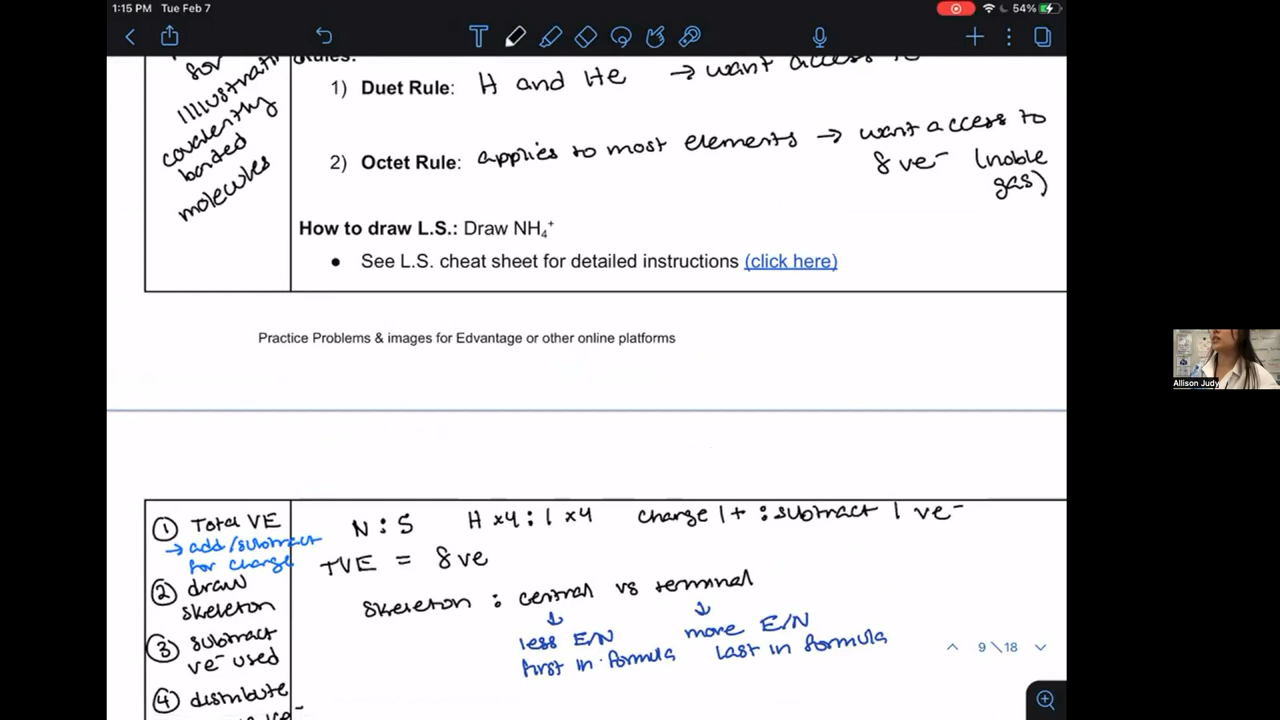 1:15 PM Tue Feb 7
54%
for
Illustrati
covalently
bonded
molecules
Rules:
1) Duet Rule: H and He → want access to
2) Octet Rule: applies to most elements → want access to
8 ve⁻ (noble
gas)
How to draw L.S.: Draw NH₄⁺
● See L.S. cheat sheet for detailed instructions (click here)
Practice Problems & images for Edvantage or other online platforms
Allison Judy
① Total VE
→ add/subtract
for charge
② draw
skeleton
③ subtract
ve⁻ used
④ distribute
N : 5 H x4 : 1 x4 charge 1+ : subtract 1 ve⁻
TVE = 8 ve
Skeleton : central vs terminal
↓ ↓
less E/N more E/N
first in formula last in formula
9 \ 18